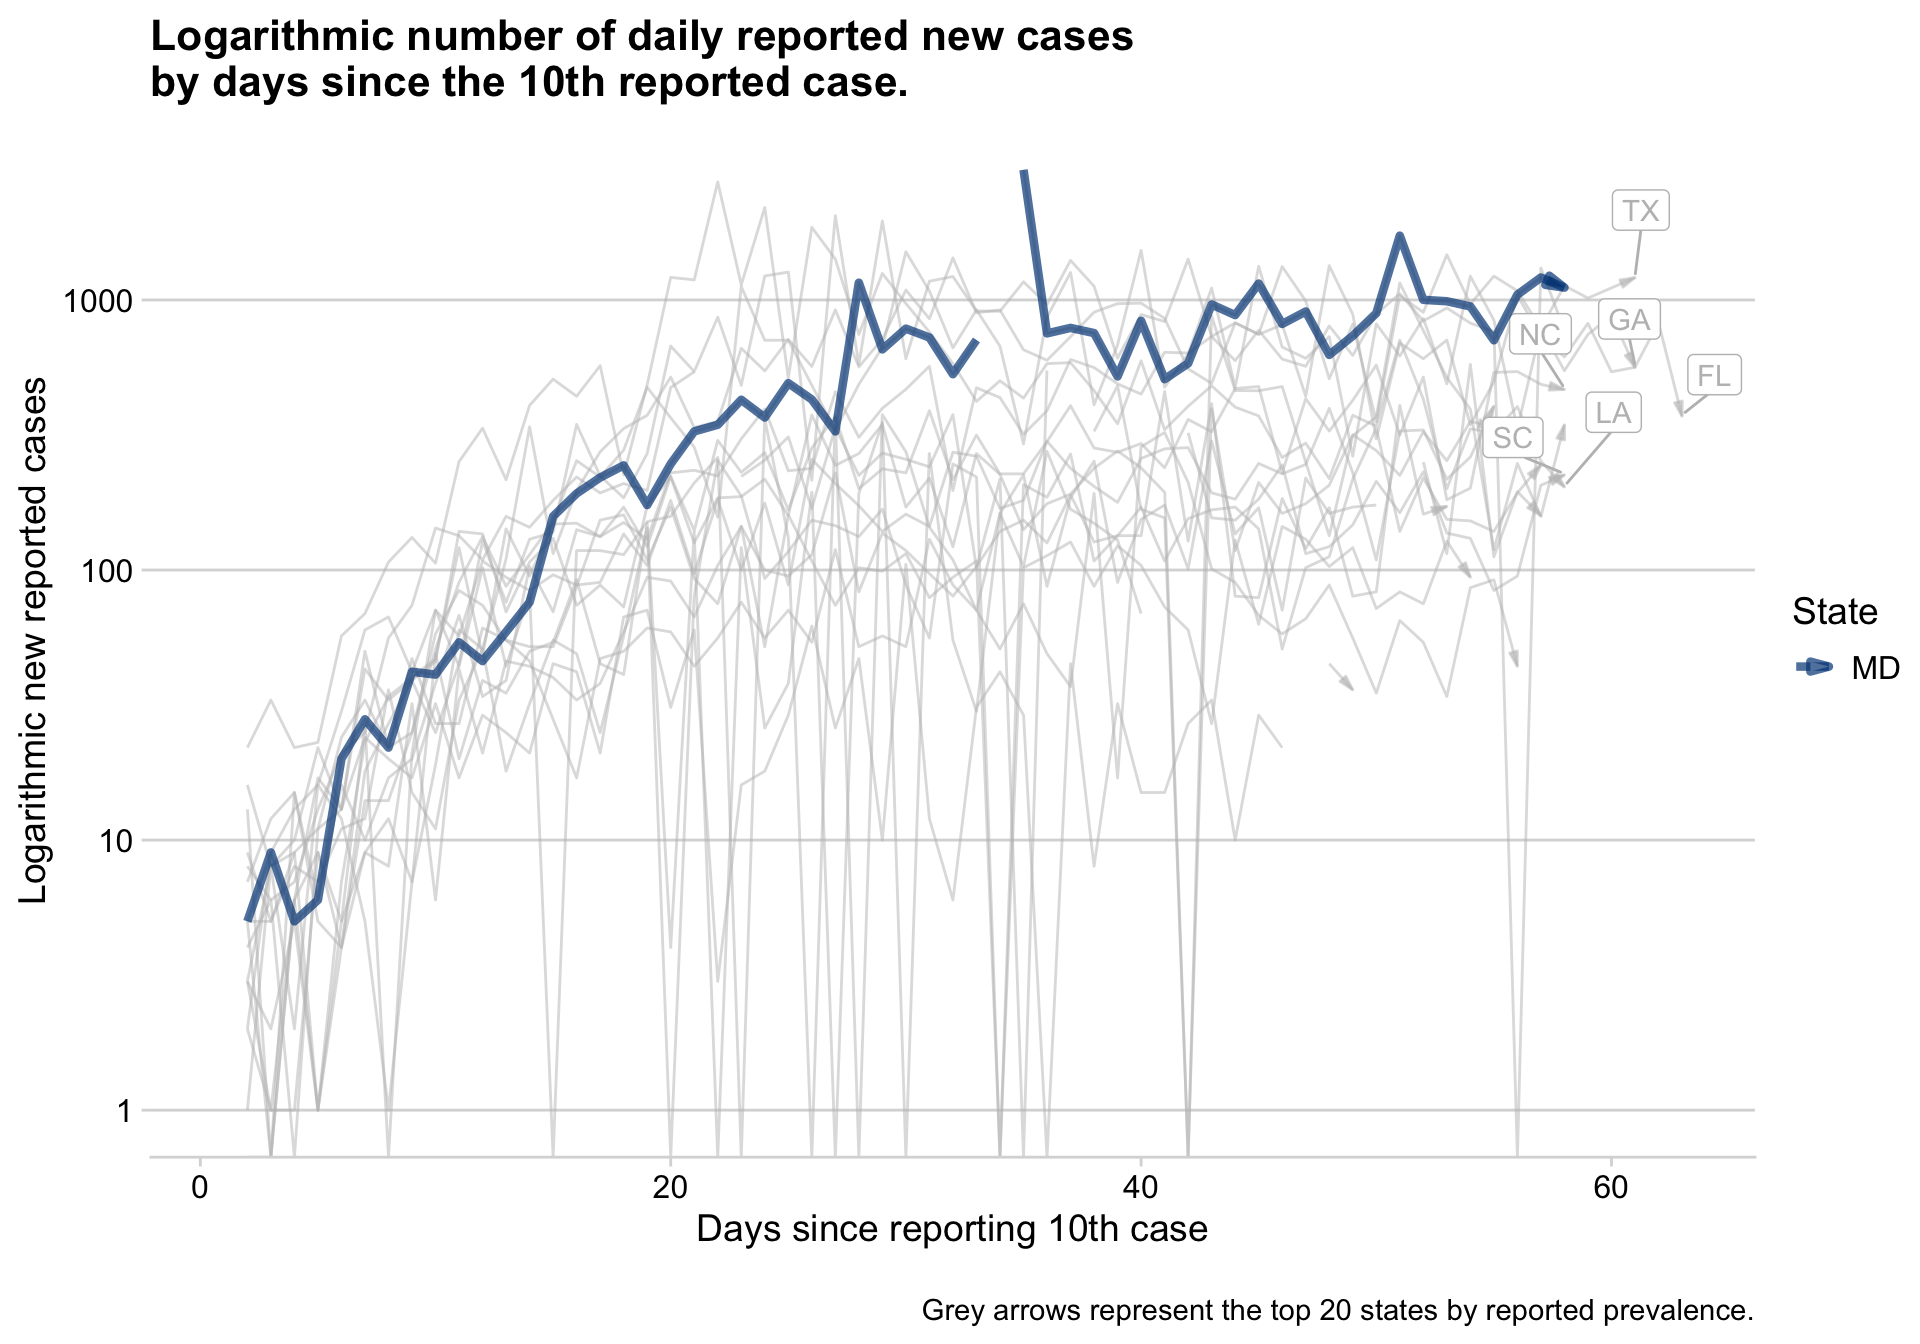 Logarithmic number of daily reported new cases
by days since the 10th reported case.
Logarithmic new reported cases
1000
100
10
1
TX
GA
NC
FL
LA
SC
State
MD
0
20
40
60
Days since reporting 10th case
Grey arrows represent the top 20 states by reported prevalence.